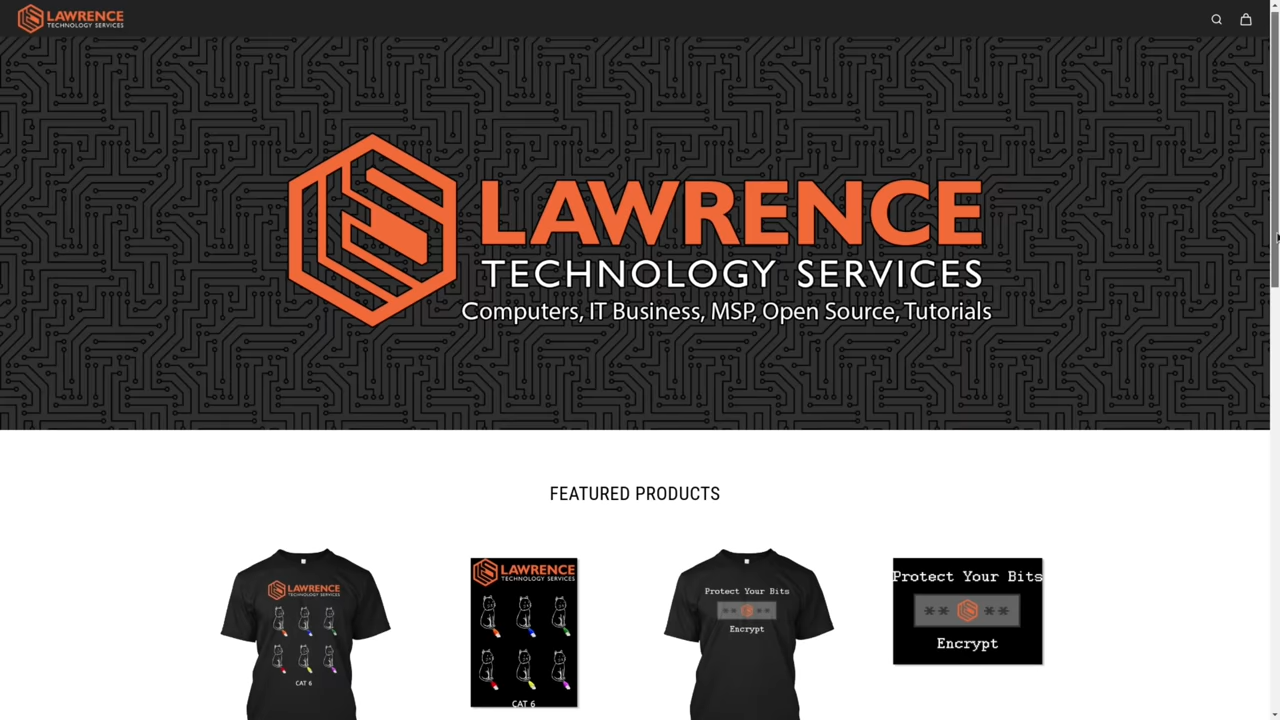 LAWRENCE
TECHNOLOGY SERVICES
LAWRENCE
TECHNOLOGY SERVICES
Computers, IT Business, MSP, Open Source, Tutorials
FEATURED PRODUCTS
LAWRENCE
TECHNOLOGY SERVICES
CAT 6
LAWRENCE
TECHNOLOGY SERVICES
CAT 6
Protect Your Bits
**
**
Encrypt
Protect Your Bits
**
**
Encrypt